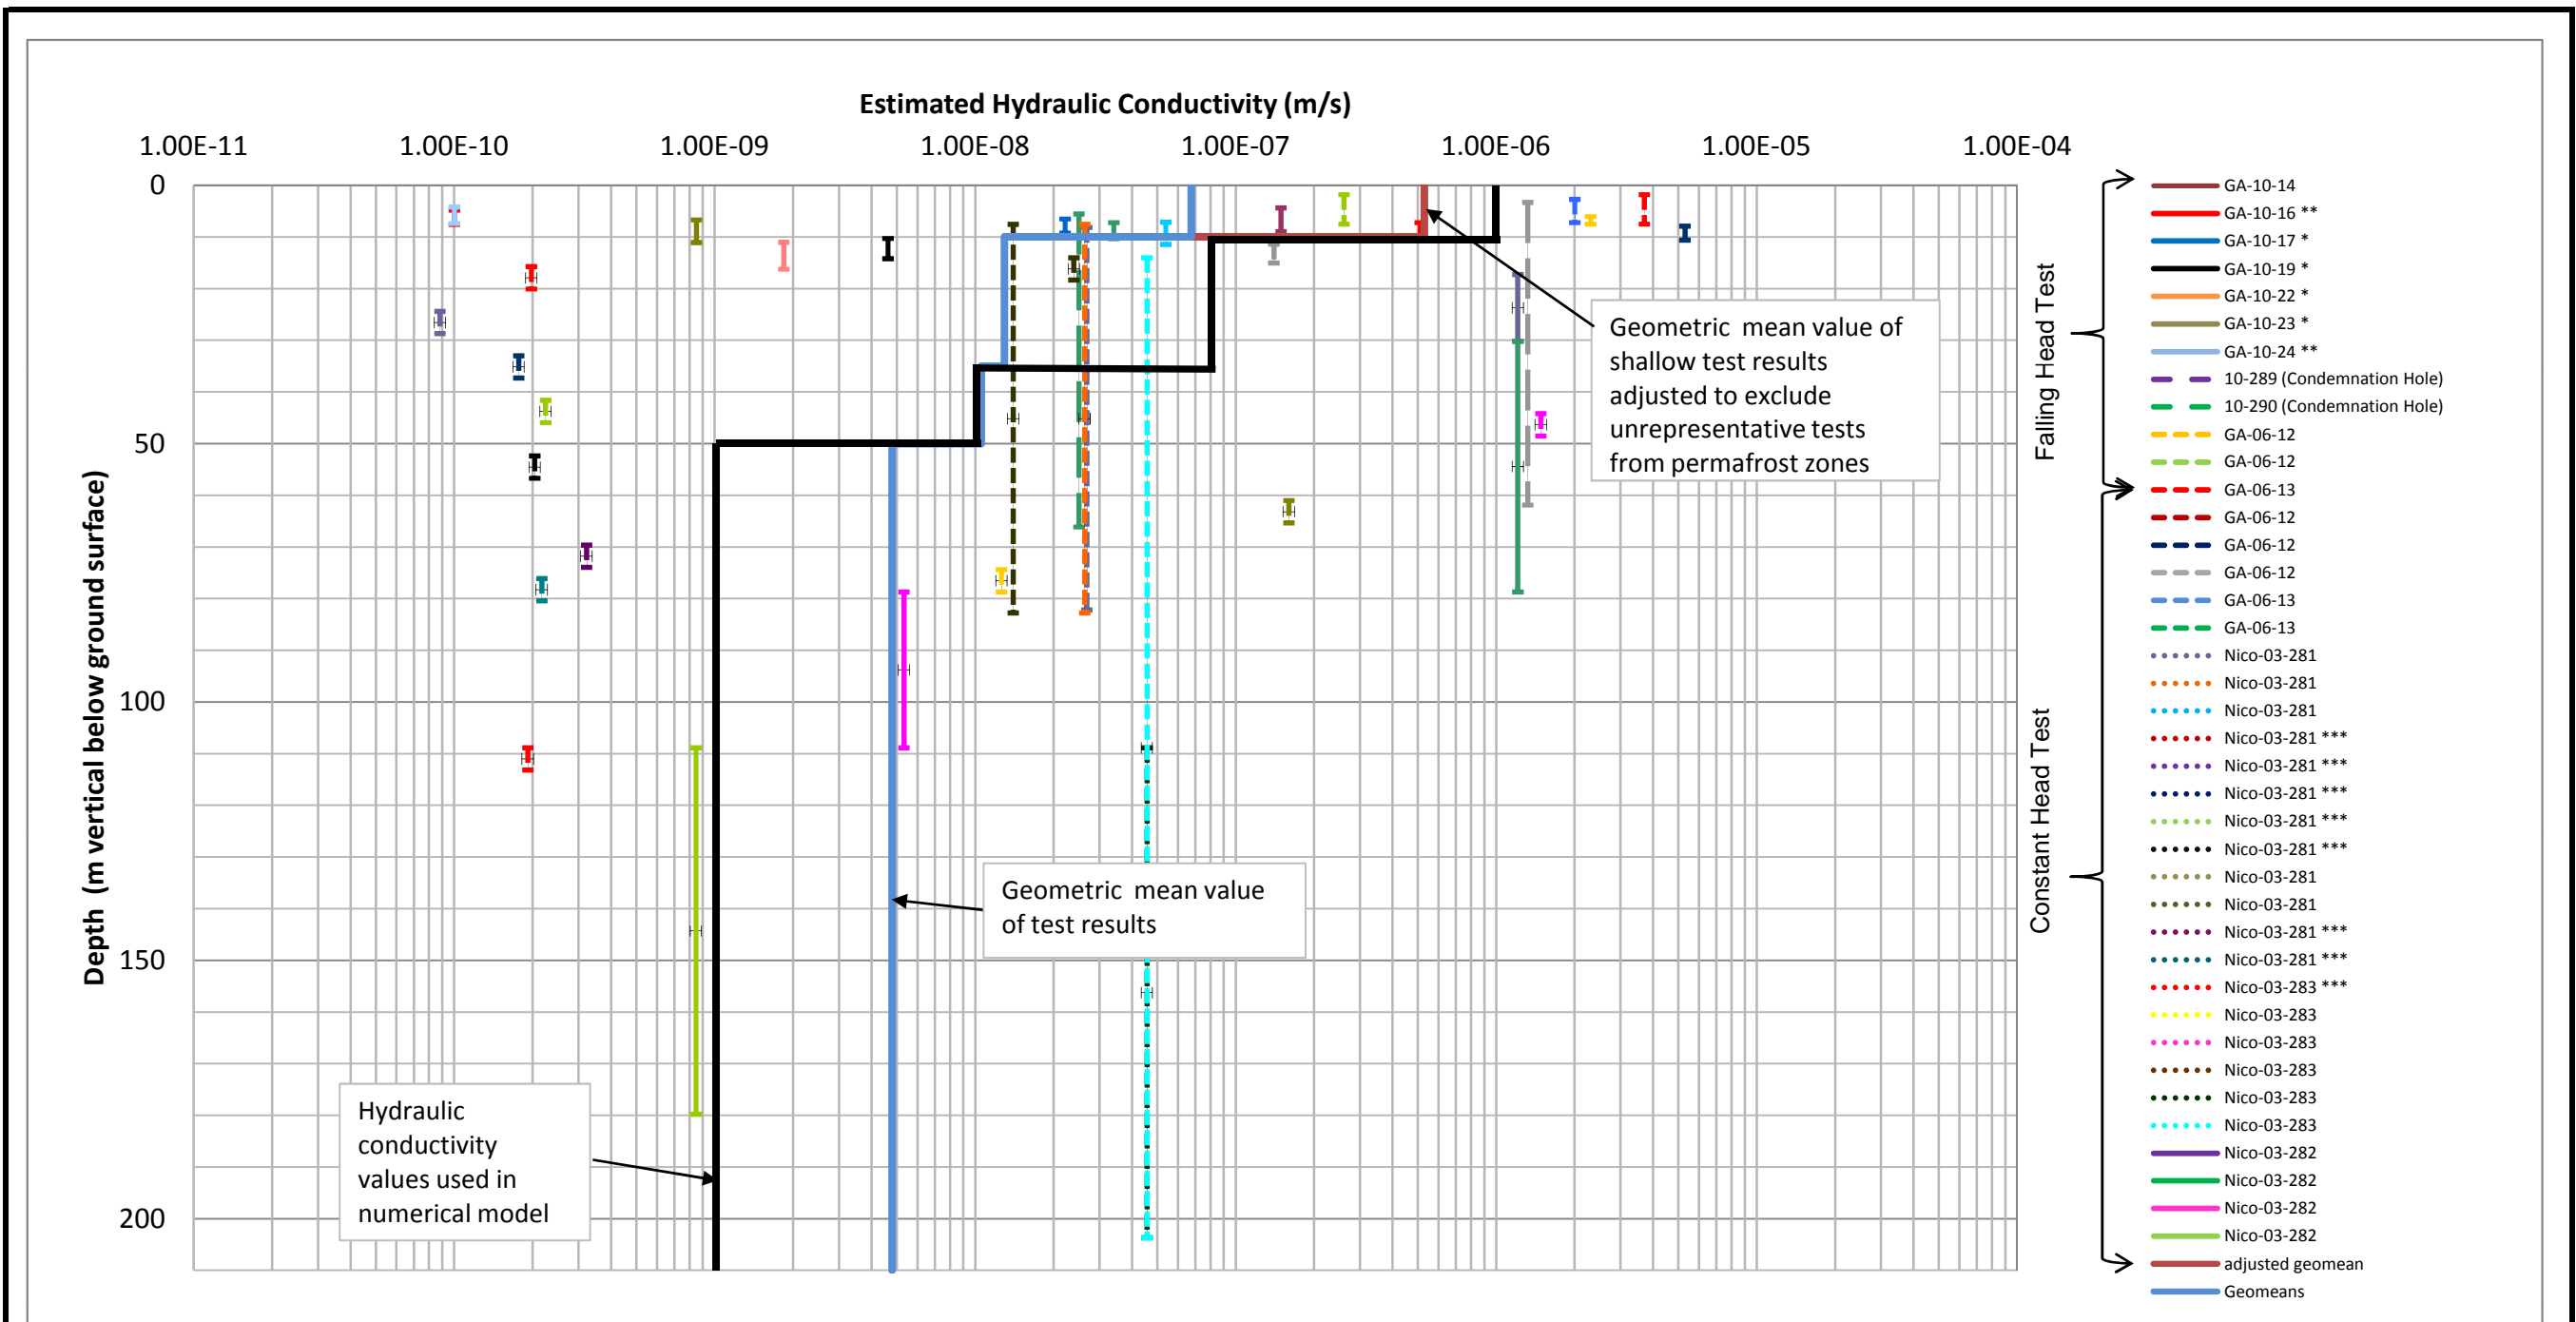 Estimated Hydraulic Conductivity (m/s)
1.00E-11 1.00E-10 1.00E-09 1.00E-08 1.00E-07 1.00E-06 1.00E-05 1.00E-04
Depth (m vertical below ground surface)
0
50
100
150
200
Geometric mean value of
shallow test results
adjusted to exclude
unrepresentative tests
from permafrost zones
Geometric mean value
of test results
Hydraulic
conductivity
values used in
numerical model
Falling Head Test
Constant Head Test
GA-10-14
GA-10-16 **
GA-10-17 *
GA-10-19 *
GA-10-22 *
GA-10-23 *
GA-10-24 **
10-289 (Condemnation Hole)
10-290 (Condemnation Hole)
GA-06-12
GA-06-12
GA-06-13
GA-06-12
GA-06-12
GA-06-12
GA-06-13
GA-06-13
Nico-03-281
Nico-03-281
Nico-03-281
Nico-03-281 ***
Nico-03-281 ***
Nico-03-281 ***
Nico-03-281 ***
Nico-03-281 ***
Nico-03-281
Nico-03-281
Nico-03-281 ***
Nico-03-281 ***
Nico-03-283 ***
Nico-03-283
Nico-03-283
Nico-03-283
Nico-03-283
Nico-03-283
Nico-03-282
Nico-03-282
Nico-03-282
Nico-03-282
adjusted geomean
Geomeans